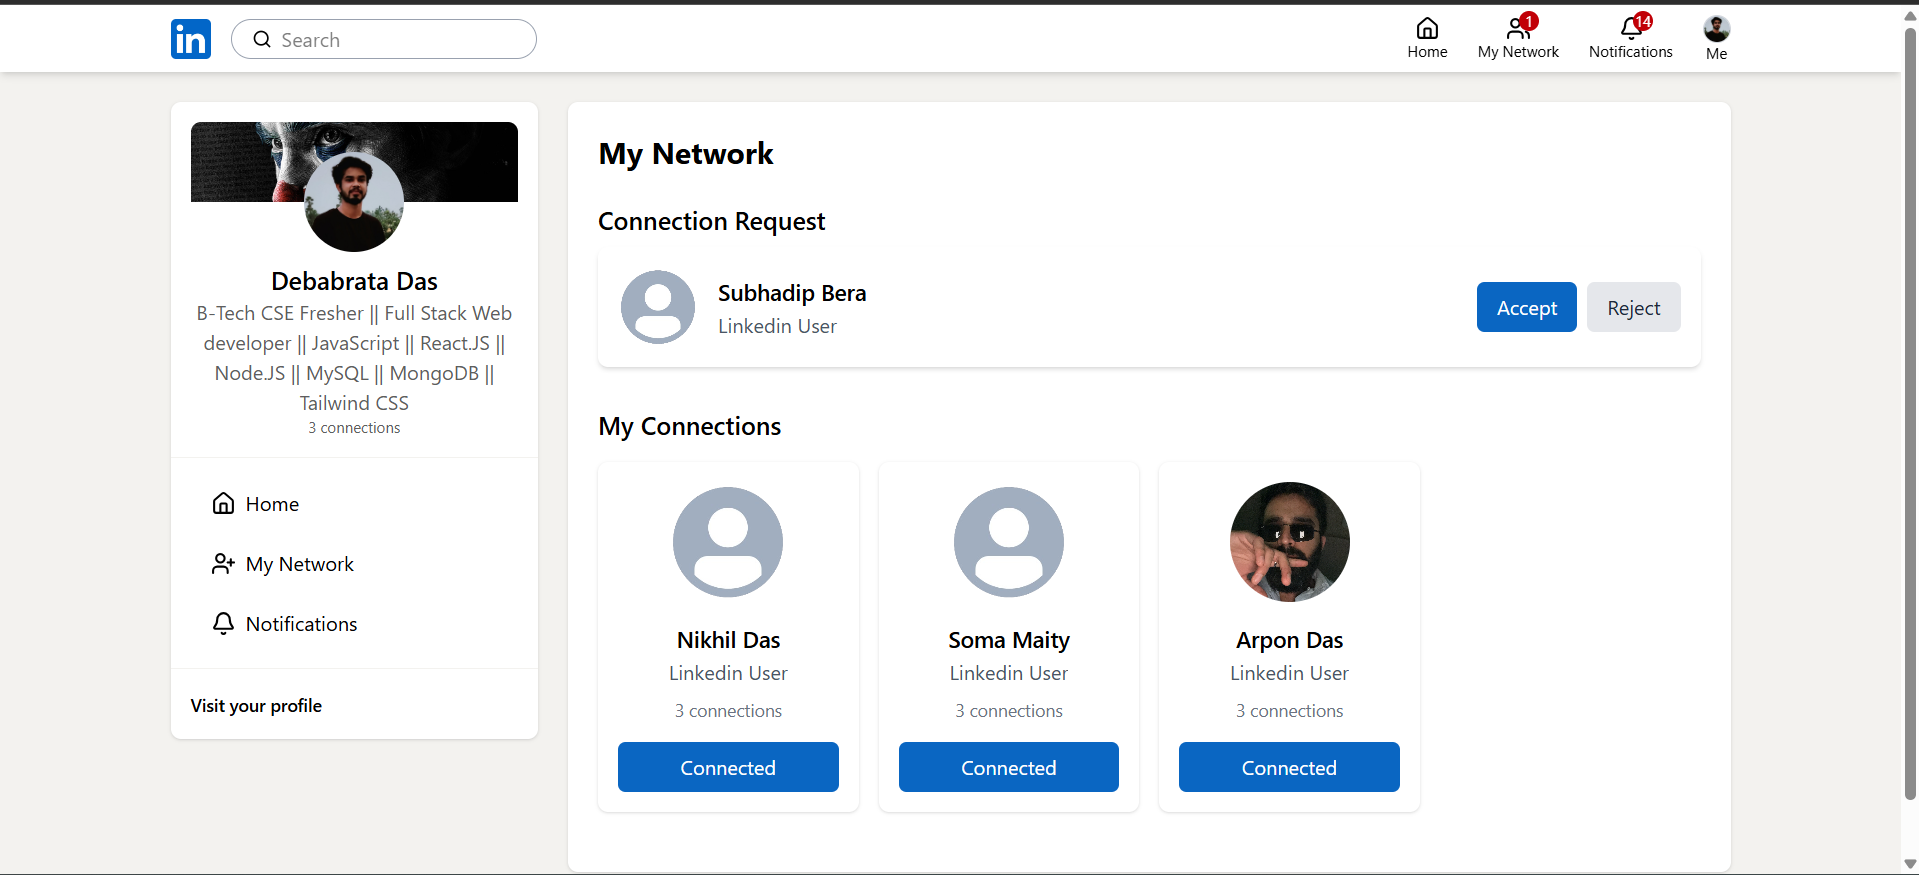 in
Search
Home
1
My Network
14
Notifications
Me
Debabrata Das
B-Tech CSE Fresher || Full Stack Web
developer || JavaScript || React.JS ||
Node.JS || MySQL || MongoDB ||
Tailwind CSS
3 connections
Home
My Network
Notifications
Visit your profile
My Network
Connection Request
Subhadip Bera
Linkedin User
Accept
Reject
My Connections
Nikhil Das
Linkedin User
3 connections
Connected
Soma Maity
Linkedin User
3 connections
Connected
Arpon Das
Linkedin User
3 connections
Connected